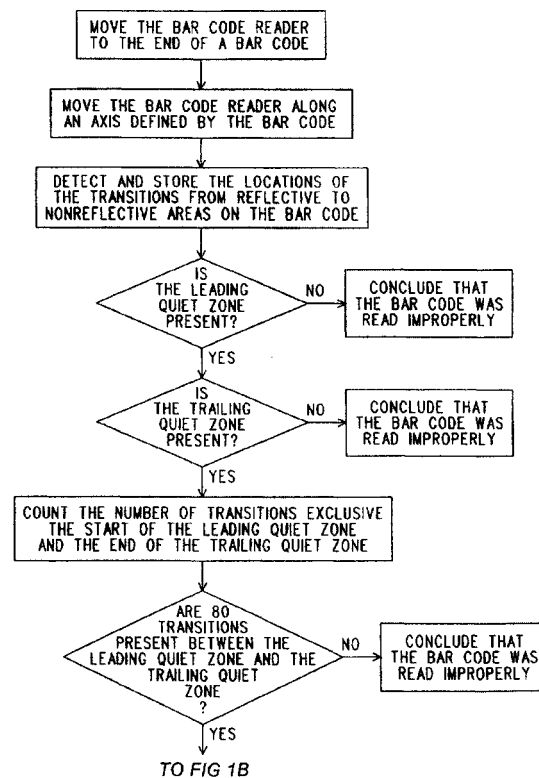 MOVE THE BAR CODE READER
TO THE END OF A BAR CODE
MOVE THE BAR CODE READER ALONG
AN AXIS DEFINED BY THE BAR CODE
DETECT AND STORE THE LOCATIONS OF
THE TRANSITIONS FROM REFLECTIVE TO
NONREFLECTIVE AREAS ON THE BAR CODE
IS
THE LEADING
QUIET ZONE
PRESENT?
NO
CONCLUDE THAT
THE BAR CODE WAS
READ IMPROPERLY
YES
IS
THE TRAILING
QUIET ZONE
PRESENT?
NO
CONCLUDE THAT
THE BAR CODE WAS
READ IMPROPERLY
YES
COUNT THE NUMBER OF TRANSITIONS EXCLUSIVE
THE START OF THE LEADING QUIET ZONE
AND THE END OF THE TRAILING QUIET ZONE
ARE 80
TRANSITIONS
PRESENT BETWEEN THE
LEADING QUIET ZONE AND THE
TRAILING QUIET
ZONE
?
NO
CONCLUDE THAT
THE BAR CODE WAS
READ IMPROPERLY
YES
TO FIG 1B